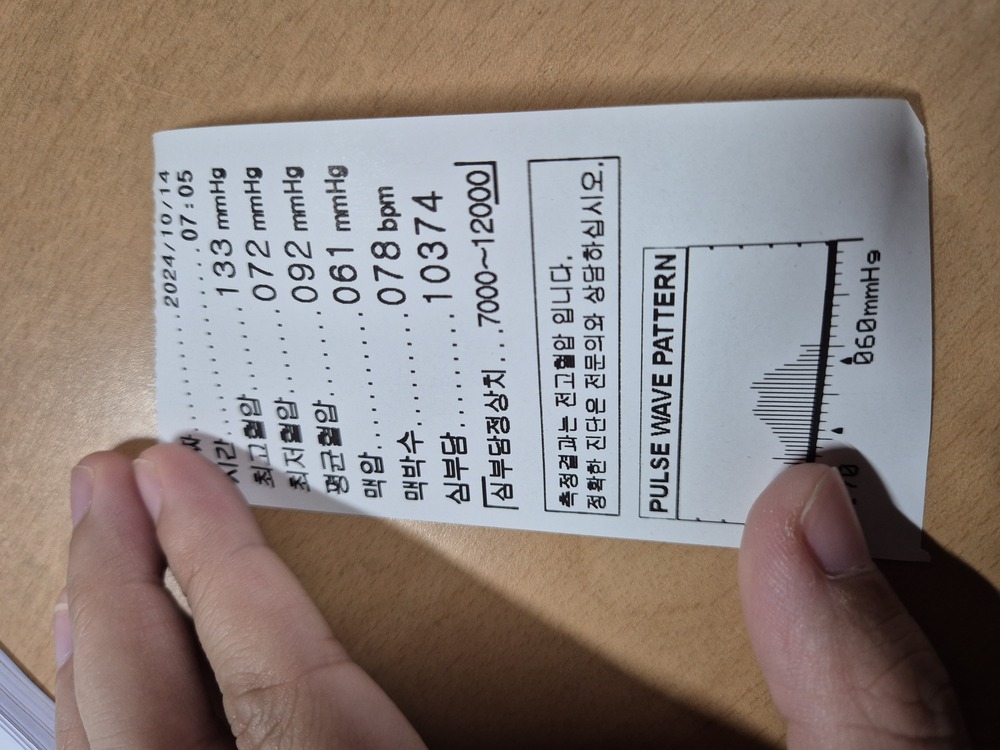 ....................2024/10/14
시간....................07:05
최고혈압.............133 mmHg
최저혈압.............072 mmHg
평균혈압.............092 mmHg
맥압.................061 mmHg
맥박수...............078 bpm
심부담...............10374
「심부담정상치...7000~12000」
측정결과는 전고혈압 입니다.
정확한 진단은 전문의와 상담하십시오.
PULSE WAVE PATTERN
060mmHg